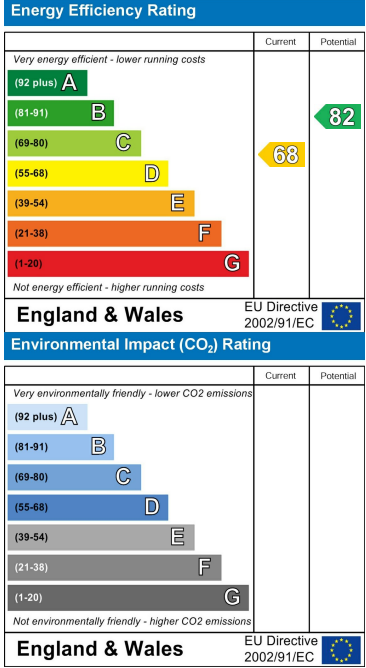 Energy Efficiency Rating
Current Potential
Very energy efficient - lower running costs
(92 plus) A
(81-91) B
82
(69-80) C
68
(55-68) D
(39-54) E
(21-38) F
(1-20) G
Not energy efficient - higher running costs
England & Wales
EU Directive
2002/91/EC
Environmental Impact (CO₂) Rating
Current Potential
Very environmentally friendly - lower CO2 emissions
(92 plus) A
(81-91) B
(69-80) C
(55-68) D
(39-54) E
(21-38) F
(1-20) G
Not environmentally friendly - higher CO2 emissions
England & Wales
EU Directive
2002/91/EC